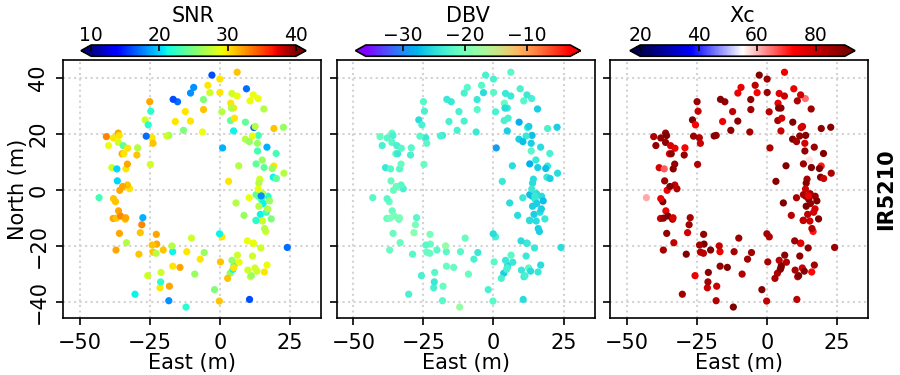 SNR DBV Xc
10 20 30 40 −30 −20 −10 20 40 60 80
40
20
0
−20
−40
North (m)
IR5210
−50 −25 0 25 −50 −25 0 25 −50 −25 0 25
East (m) East (m) East (m)